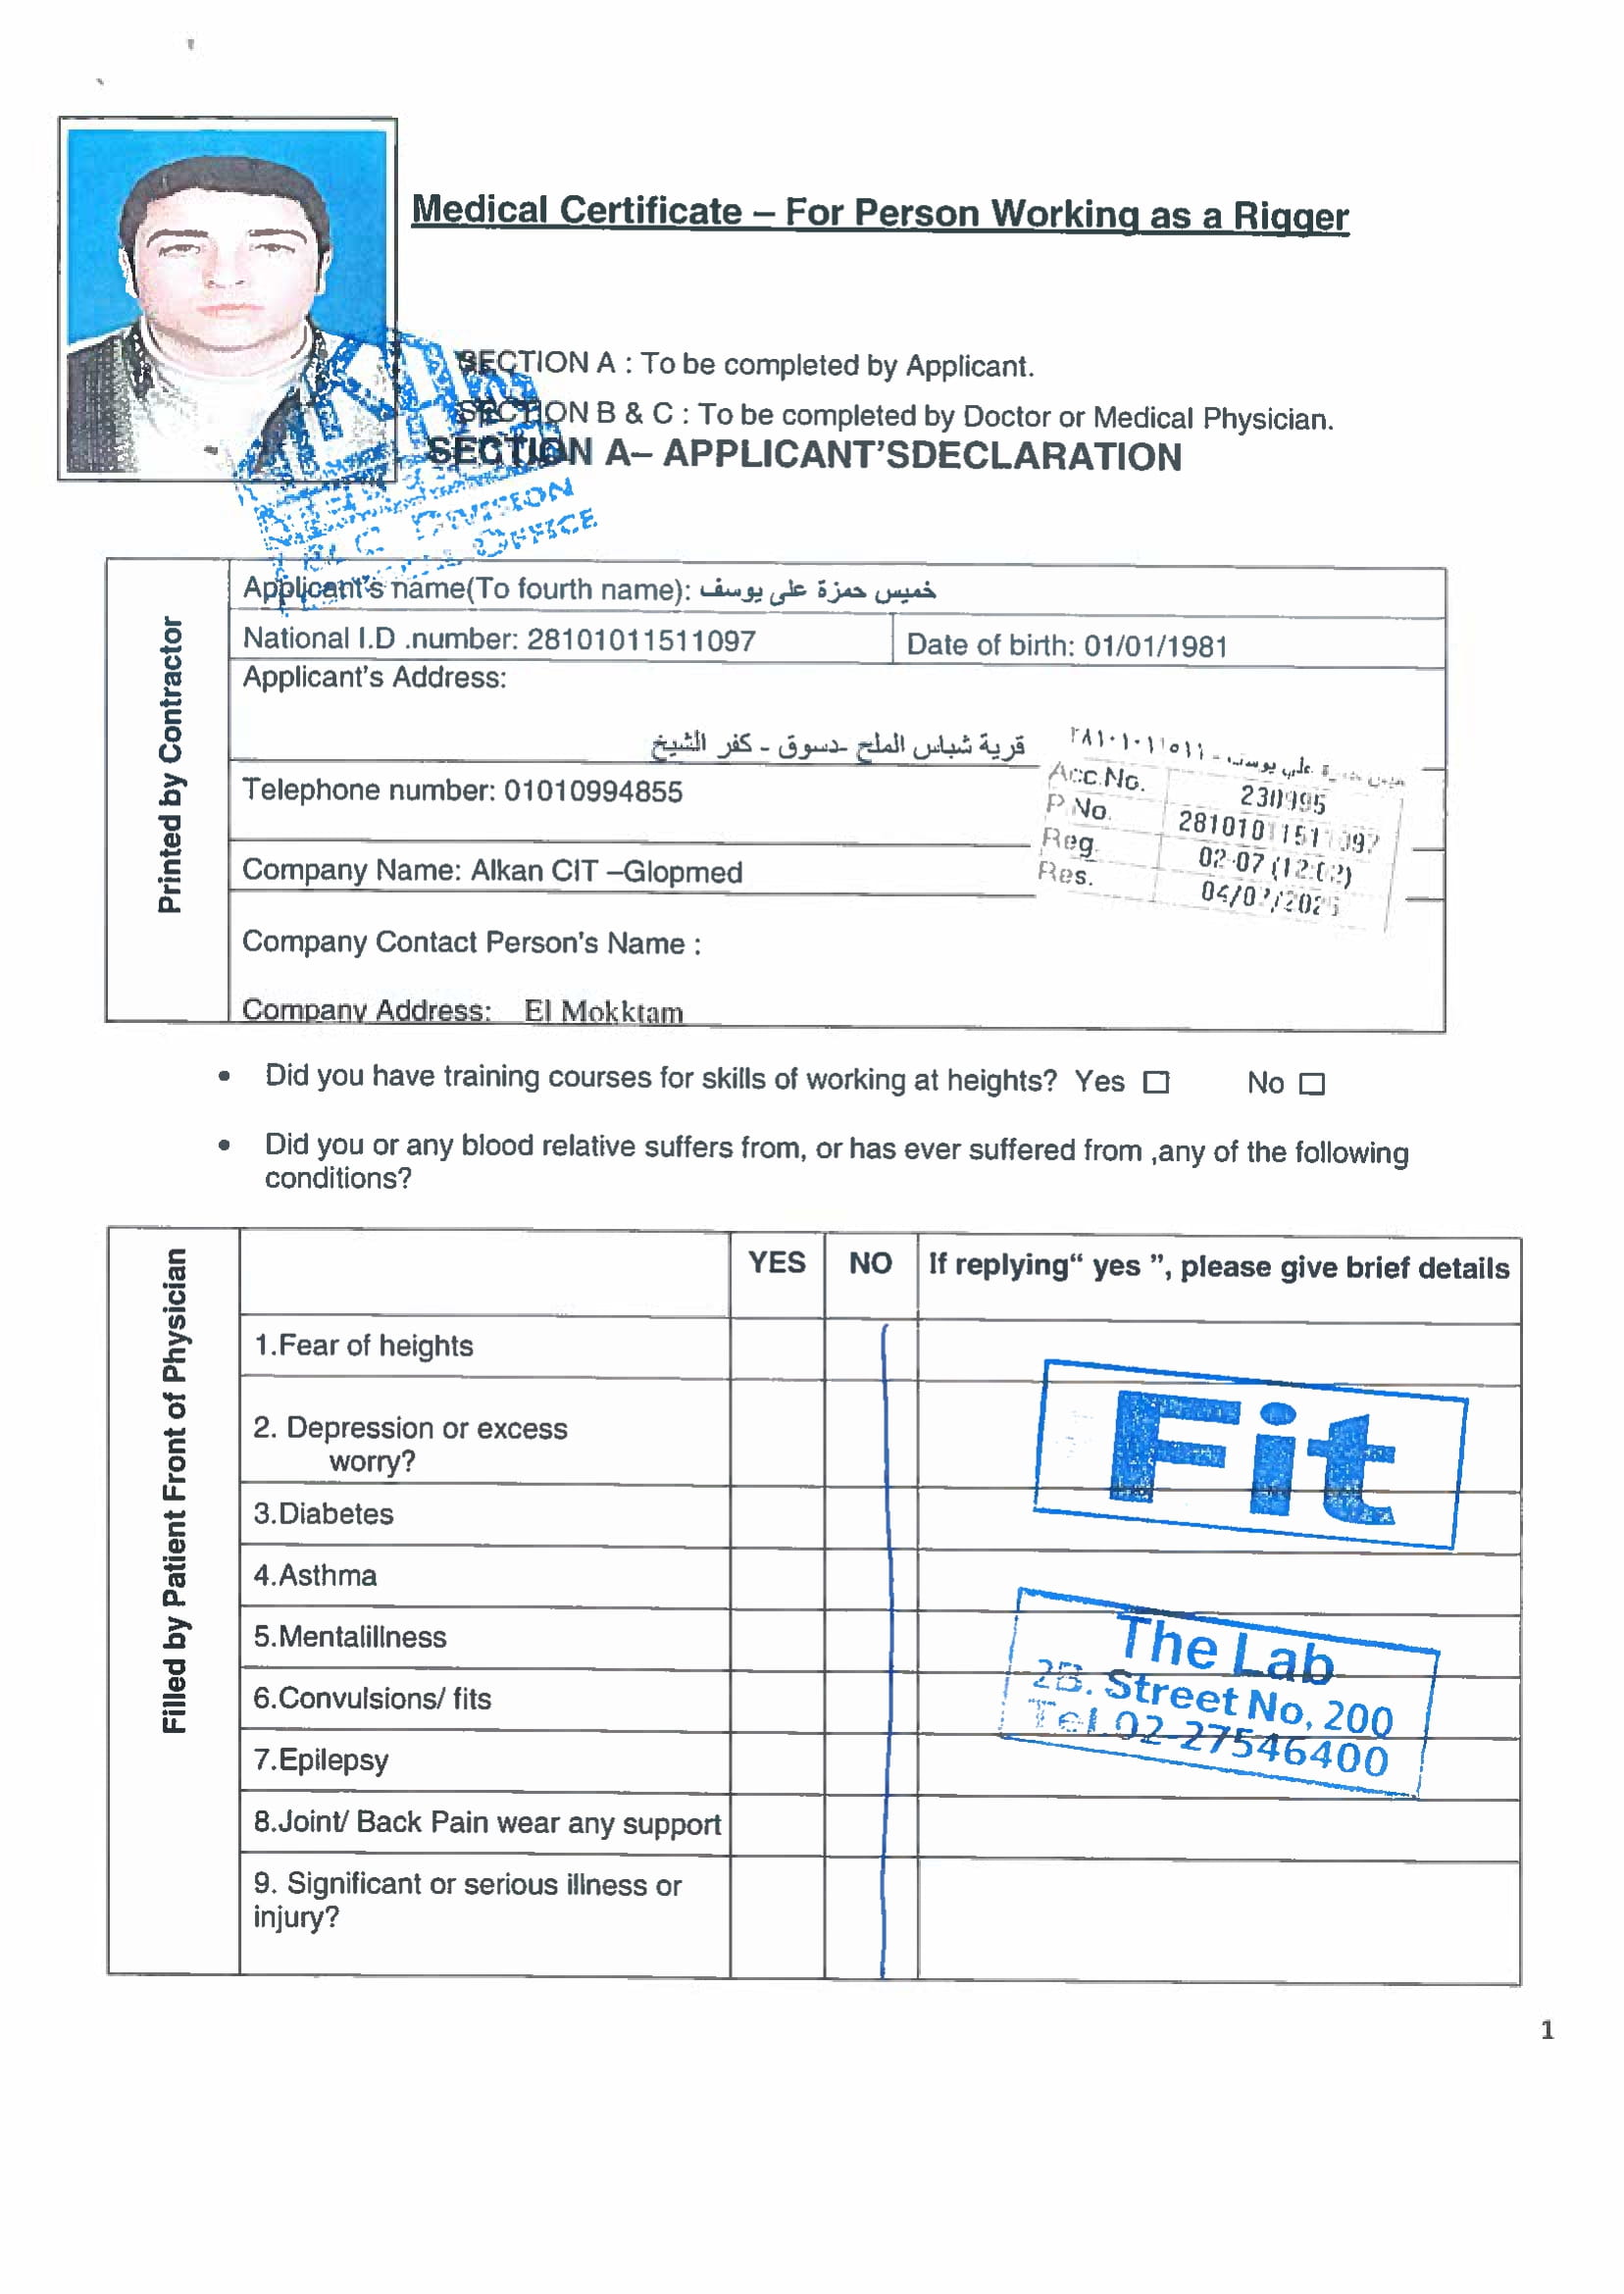 Medical Certificate – For Person Working as a Rigger
SECTION A : To be completed by Applicant.
SECTION B & C : To be completed by Doctor or Medical Physician.
SECTION A– APPLICANT'SDECLARATION
DIVISION
OFFICE
Printed by Contractor
Applicant's name(To fourth name): خميس حمزة على يوسف
National I.D .number: 28101011511097
Date of birth: 01/01/1981
Applicant's Address:
قرية شباس الملح -دسوق - كفر الشيخ
Telephone number: 01010994855
Company Name: Alkan CIT –Glopmed
Company Contact Person's Name :
Company Address: El Mokktam
علي يوسف
Acc.No. 230995
P.No. 28101011511097
Reg. 02-07 (12:02)
Res.
• Did you have training courses for skills of working at heights? Yes ☐ No ☐
• Did you or any blood relative suffers from, or has ever suffered from ,any of the following
conditions?
Filled by Patient Front of Physician
YES NO If replying“ yes ”, please give brief details
1.Fear of heights
2. Depression or excess
worry?
3.Diabetes
4.Asthma
5.Mentalillness
6.Convulsions/ fits
7.Epilepsy
8.Joint/ Back Pain wear any support
9. Significant or serious illness or
injury?
Fit
The Lab
2B. Street No, 200
Tel.02-27546400
1